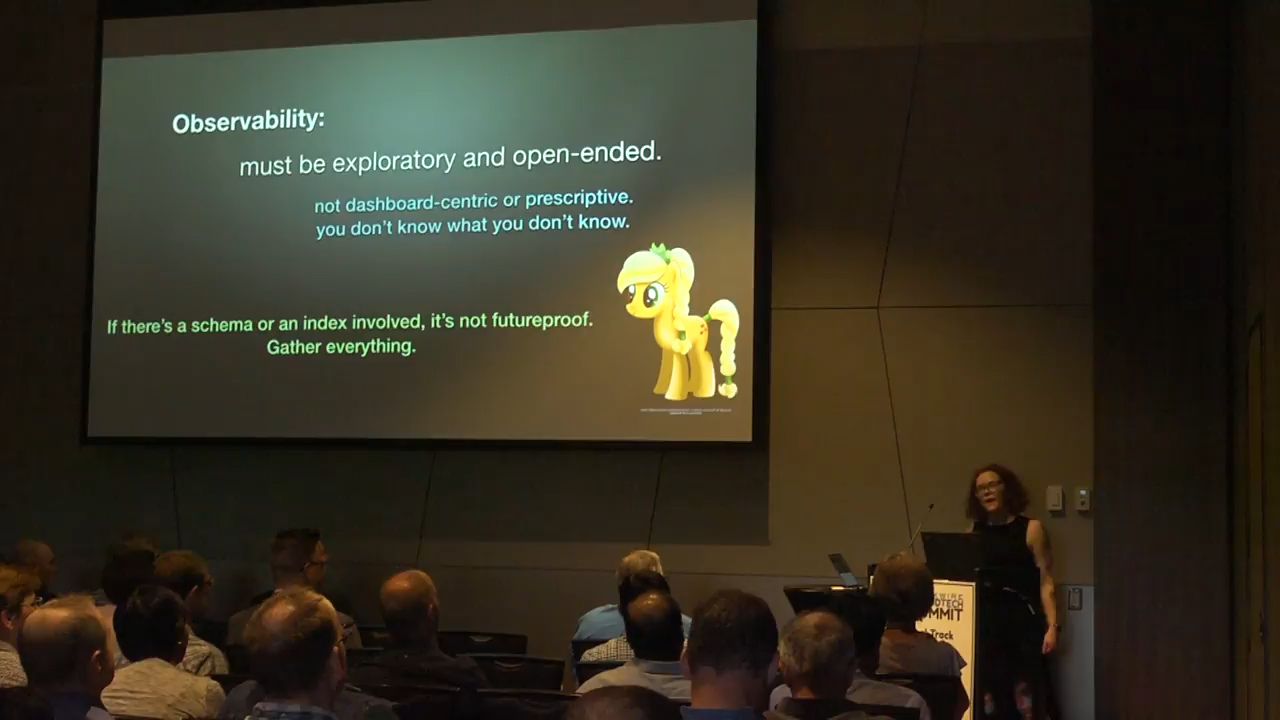 Observability:
must be exploratory and open-ended.
not dashboard-centric or prescriptive.
you don't know what you don't know.
If there's a schema or an index involved, it's not futureproof.
Gather everything.
Track